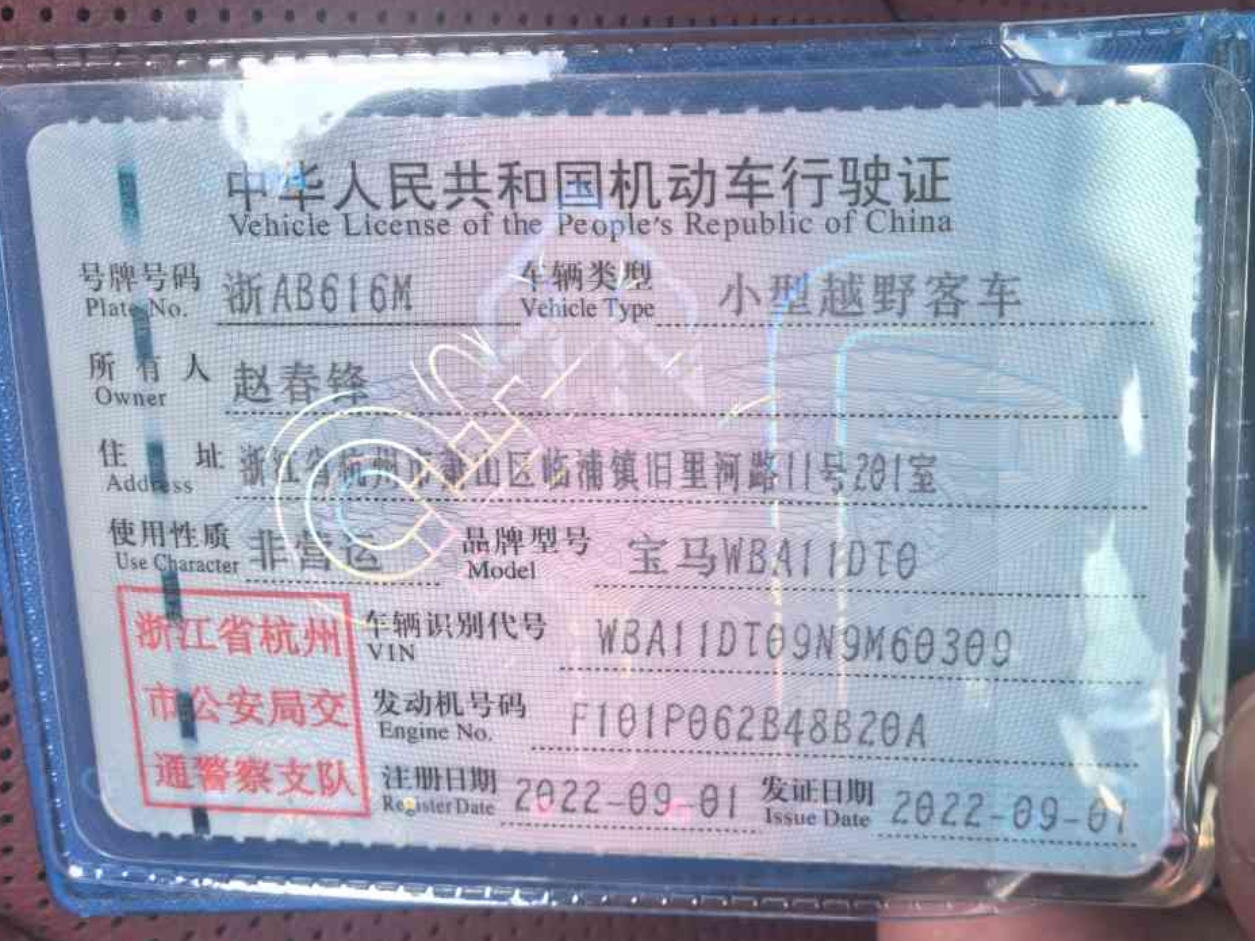 中华人民共和国机动车行驶证
Vehicle License of the People's Republic of China
号牌号码 浙AB616M 车辆类型 小型越野客车
Plate No. Vehicle Type
所有人 赵春锋
Owner
住址 浙江省杭州市萧山区临浦镇旧里河路11号201室
Address
使用性质 非营运 品牌型号 宝马WBA11DT0
Use Character Model
浙江省杭州
市公安局交
通警察支队
车辆识别代号 WBA11DT09N9M60309
VIN
发动机号码 F101P062B48B20A
Engine No.
注册日期 2022-09-01 发证日期 2022-09-01
Register Date Issue Date